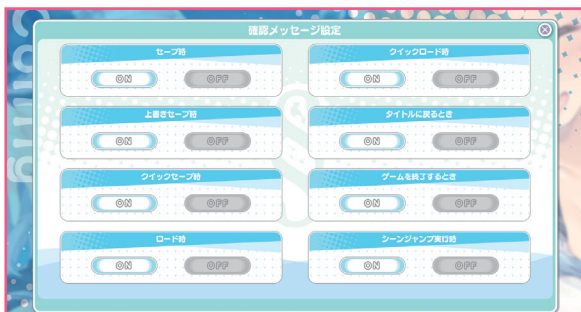 確認メッセージ設定
セーブ時
クイックロード時
ON OFF
ON OFF
上書きセーブ時
タイトルに戻るとき
ON OFF
ON OFF
クイックセーブ時
ゲームを終了するとき
ON OFF
ON OFF
ロード時
シーンジャンプ実行時
ON OFF
ON OFF